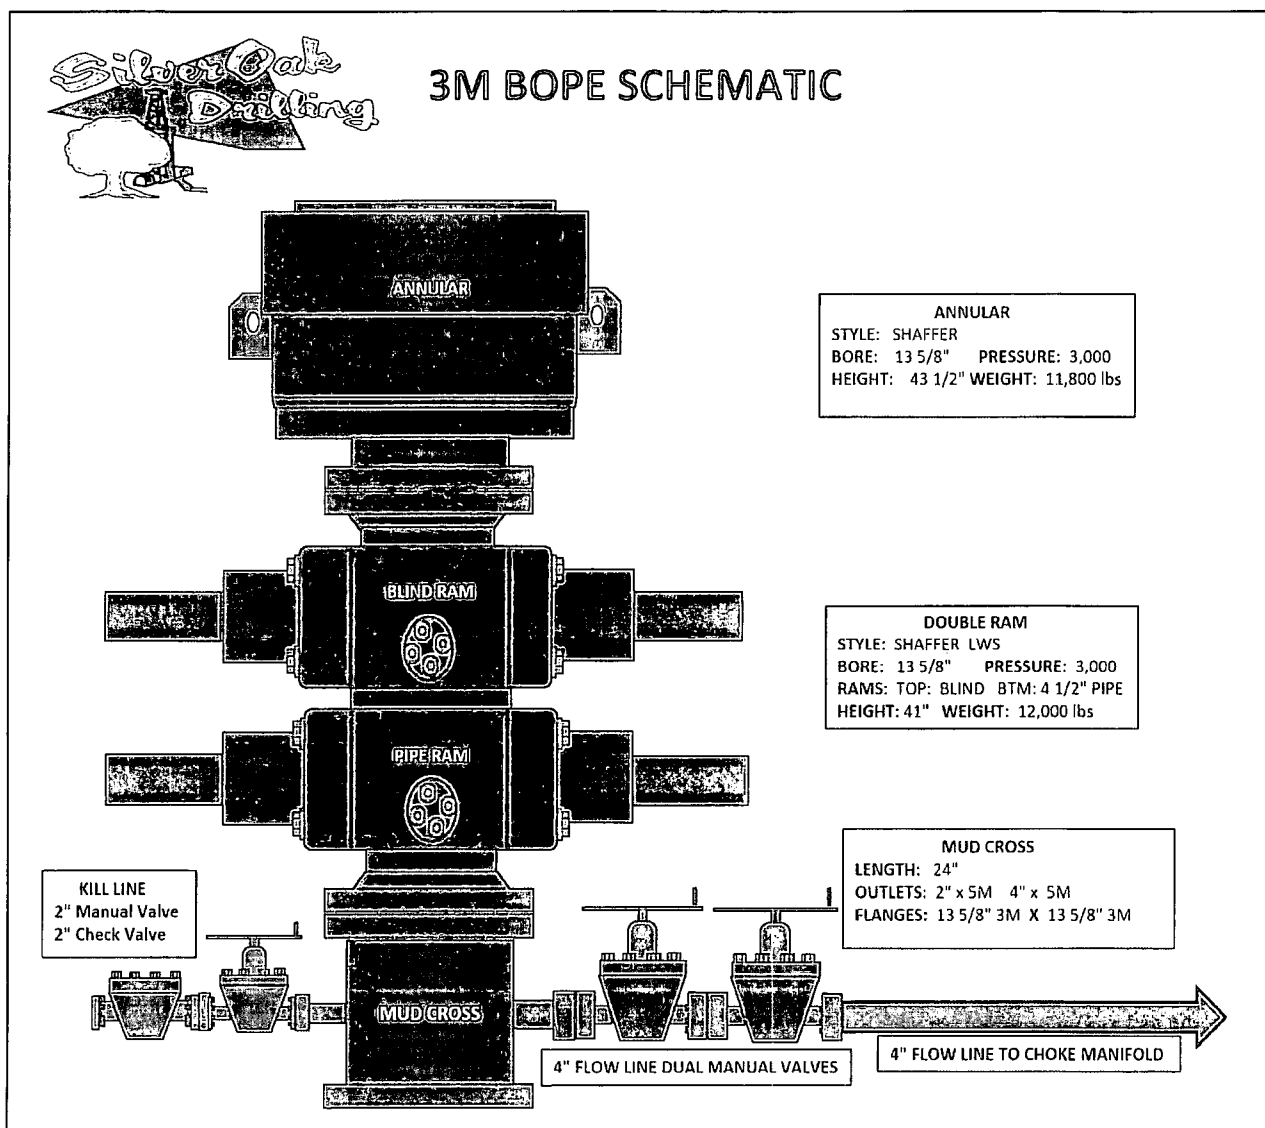 Silver Oak
Drilling
3M BOPE SCHEMATIC
ANNULAR
ANNULAR
STYLE: SHAFFER
BORE: 13 5/8" PRESSURE: 3,000
HEIGHT: 43 1/2" WEIGHT: 11,800 lbs
BLIND RAM
DOUBLE RAM
STYLE: SHAFFER LWS
BORE: 13 5/8" PRESSURE: 3,000
RAMS: TOP: BLIND BTM: 4 1/2" PIPE
HEIGHT: 41" WEIGHT: 12,000 lbs
PIPE RAM
MUD CROSS
LENGTH: 24"
OUTLETS: 2" x 5M 4" x 5M
FLANGES: 13 5/8" 3M X 13 5/8" 3M
KILL LINE
2" Manual Valve
2" Check Valve
MUD CROSS
4" FLOW LINE DUAL MANUAL VALVES
4" FLOW LINE TO CHOKE MANIFOLD